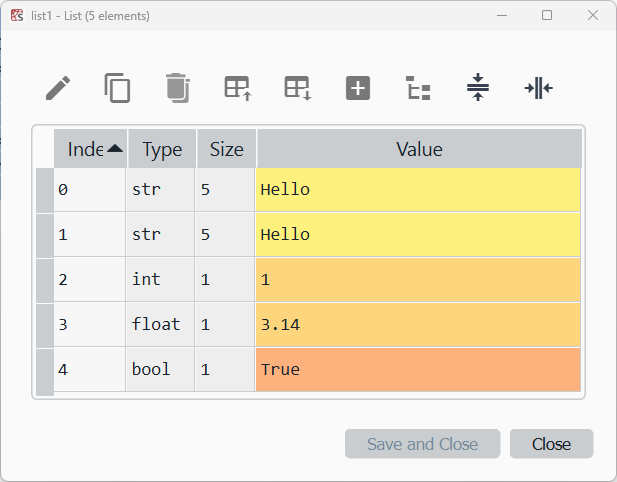 list1 - List (5 elements)
Inde Type Size Value
0 str 5 Hello
1 str 5 Hello
2 int 1 1
3 float 1 3.14
4 bool 1 True
Save and Close Close